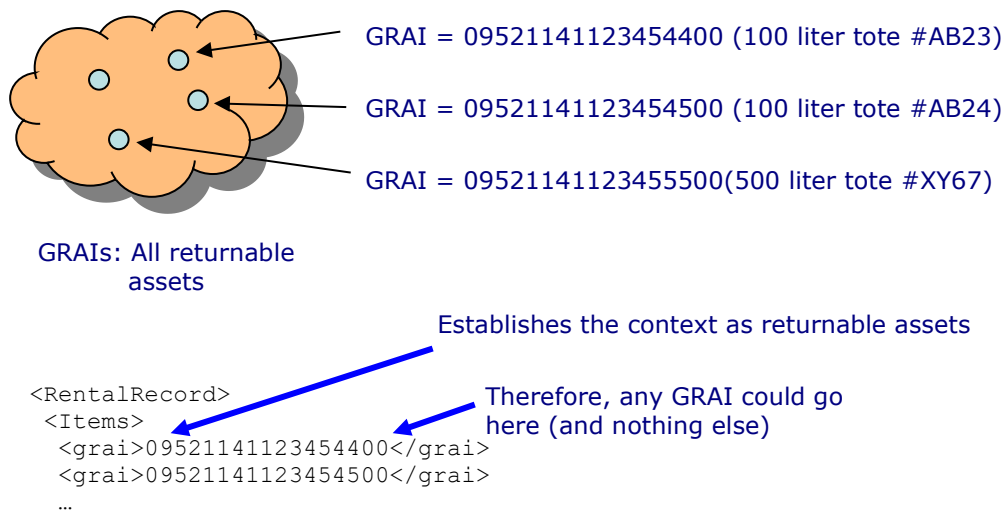 GRAI = 09521141123454400 (100 liter tote #AB23)
GRAI = 09521141123454500 (100 liter tote #AB24)
GRAI = 09521141123455500(500 liter tote #XY67)
GRAIs: All returnable
assets
Establishes the context as returnable assets
Therefore, any GRAI could go
here (and nothing else)
<RentalRecord>
<Items>
<grai>09521141123454400</grai>
<grai>09521141123454500</grai>
…